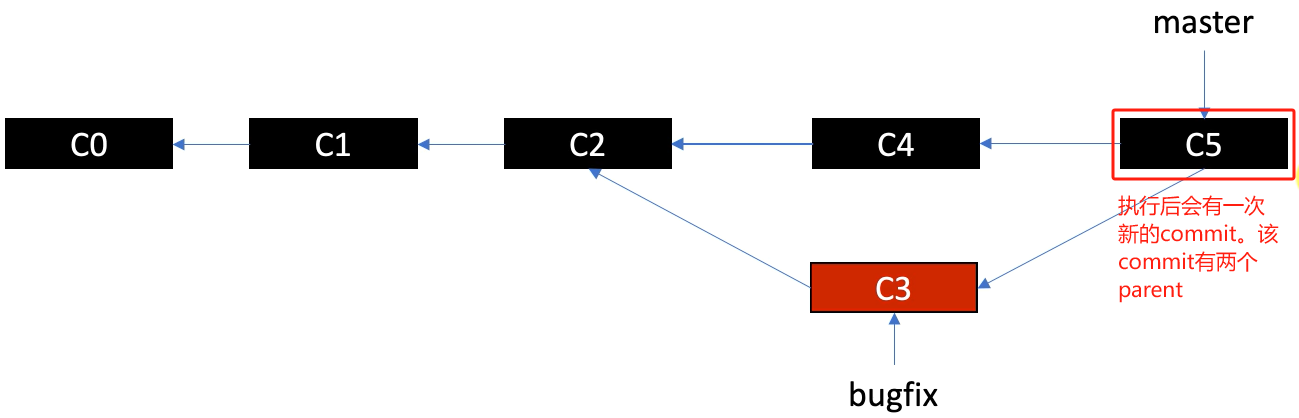 master
C0
C1
C2
C4
C5
执行后会有一次
新的commit。该
commit有两个
parent
C3
bugfix